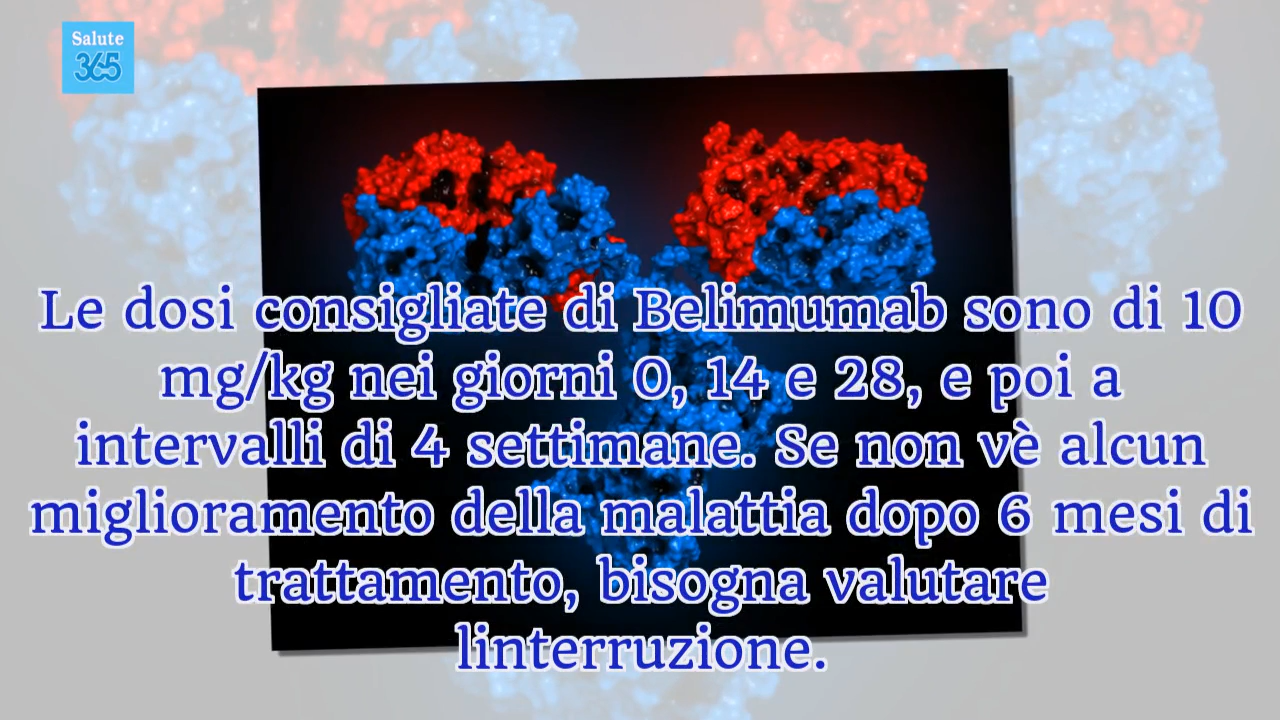 Salute
365
Le dosi consigliate di Belimumab sono di 10
mg/kg nei giorni 0, 14 e 28, e poi a
intervalli di 4 settimane. Se non vè alcun
miglioramento della malattia dopo 6 mesi di
trattamento, bisogna valutare
linterruzione.